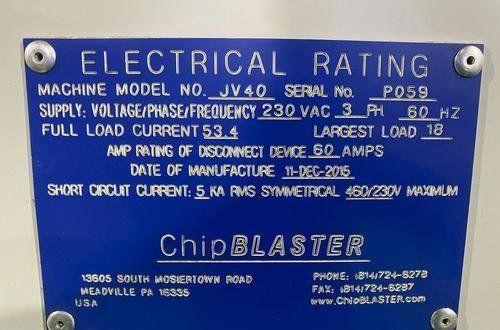 ELECTRICAL RATING
MACHINE MODEL NO. JV40 SERIAL No. P059
SUPPLY: VOLTAGE/PHASE/FREQUENCY 230 VAC 3 PH 60 HZ
FULL LOAD CURRENT 53.4 LARGEST LOAD 18
AMP RATING OF DISCONNECT DEVICE 60 AMPS
DATE OF MANUFACTURE 11-DEC-2015
SHORT CIRCUIT CURRENT: 5 KA RMS SYMMETRICAL 460/230V MAXIMUM
ChipBLASTER
13605 SOUTH MOSIERTOWN ROAD PHONE: (814)724-6278
MEADVILLE PA 16335 FAX: (814)724-6287
USA www.ChipBLASTER.com